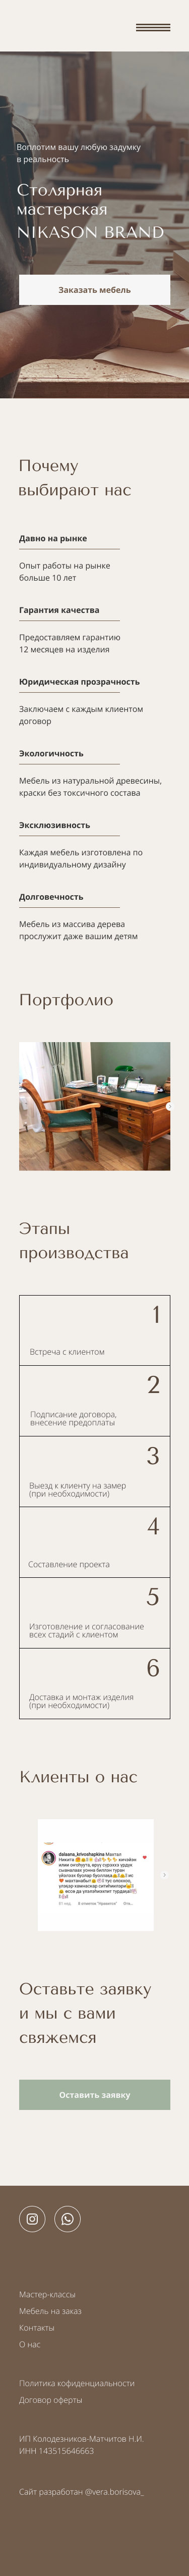 Воплотим вашу любую задумку
в реальность
Столярная
мастерская
NIKASON BRAND
Заказать мебель
Почему
выбирают нас
Давно на рынке
Опыт работы на рынке
больше 10 лет
Гарантия качества
Предоставляем гарантию
12 месяцев на изделия
Юридическая прозрачность
Заключаем с каждым клиентом
договор
Экологичность
Мебель из натуральной древесины,
краски без токсичного состава
Эксклюзивность
Каждая мебель изготовлена по
индивидуальному дизайну
Долговечность
Мебель из массива дерева
прослужит даже вашим детям
Портфолио
Этапы
производства
1
Встреча с клиентом
2
Подписание договора,
внесение предоплаты
3
Выезд к клиенту на замер
(при необходимости)
4
Составление проекта
5
Изготовление и согласование
всех стадий с клиентом
6
Доставка и монтаж изделия
(при необходимости)
Клиенты о нас
dalaana_krivoshapkina Мастал
Никита
Оставьте заявку
и мы с вами
свяжемся
Оставить заявку
Мастер-классы
Мебель на заказ
Контакты
О нас
Политика кофиденциальности
Договор оферты
ИП Колодезников-Матчитов Н.И.
ИНН 143515646663
Сайт разработан @vera.borisova_